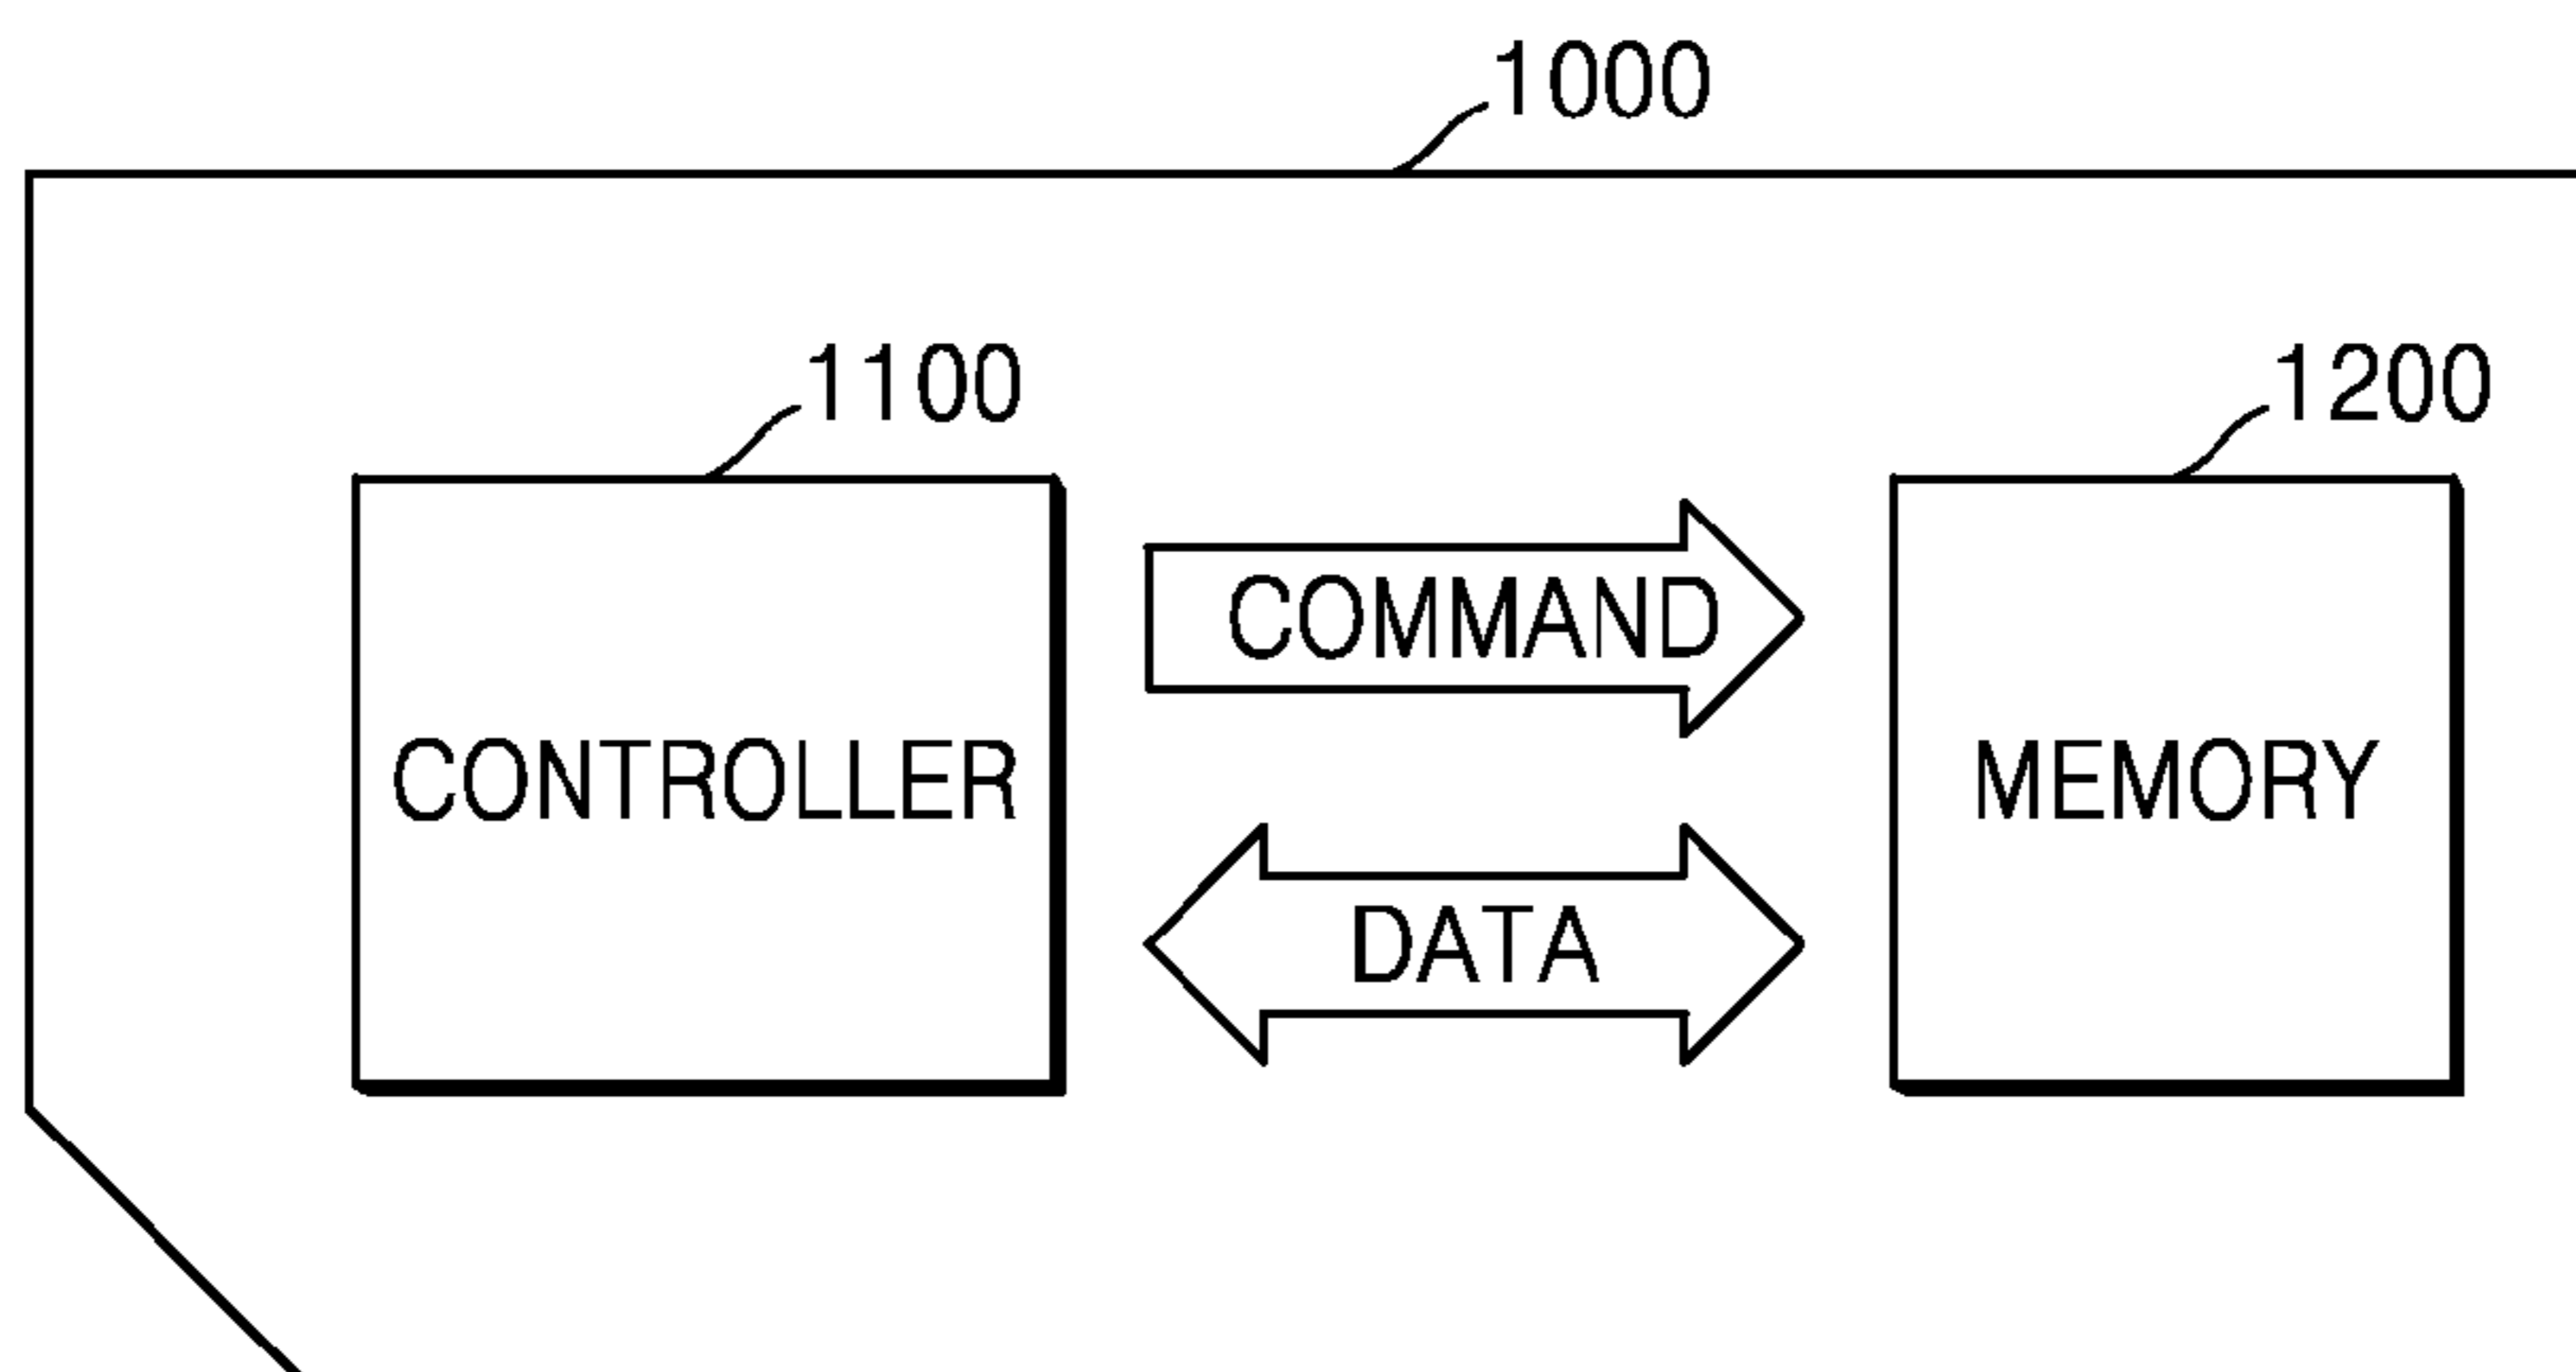 1000
1100
1200
COMMAND
CONTROLLER
MEMORY
DATA